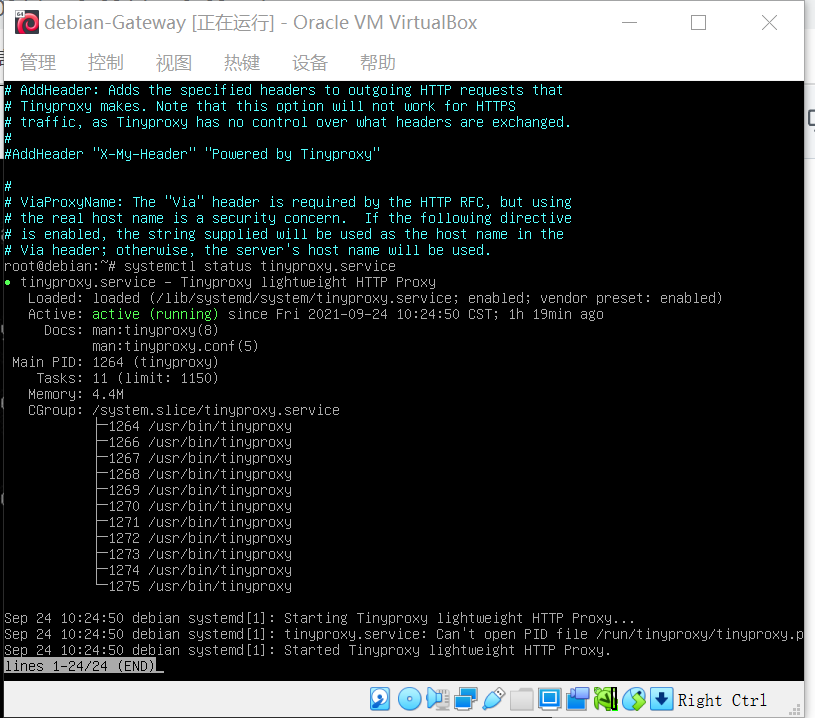 debian-Gateway [正在运行] - Oracle VM VirtualBox
管理 控制 视图 热键 设备 帮助
# AddHeader: Adds the specified headers to outgoing HTTP requests that
# Tinyproxy makes. Note that this option will not work for HTTPS
# traffic, as Tinyproxy has no control over what headers are exchanged.
#
#AddHeader "X-My-Header" "Powered by Tinyproxy"
#
# ViaProxyName: The "Via" header is required by the HTTP RFC, but using
# the real host name is a security concern.  If the following directive
# is enabled, the string supplied will be used as the host name in the
# Via header; otherwise, the server's host name will be used.
root@debian:~# systemctl status tinyproxy.service
● tinyproxy.service - Tinyproxy lightweight HTTP Proxy
Loaded: loaded (/lib/systemd/system/tinyproxy.service; enabled; vendor preset: enabled)
Active: active (running) since Fri 2021-09-24 10:24:50 CST; 1h 19min ago
Docs: man:tinyproxy(8)
man:tinyproxy.conf(5)
Main PID: 1264 (tinyproxy)
Tasks: 11 (limit: 1150)
Memory: 4.4M
CGroup: /system.slice/tinyproxy.service
├─1264 /usr/bin/tinyproxy
├─1266 /usr/bin/tinyproxy
├─1267 /usr/bin/tinyproxy
├─1268 /usr/bin/tinyproxy
├─1269 /usr/bin/tinyproxy
├─1270 /usr/bin/tinyproxy
├─1271 /usr/bin/tinyproxy
├─1272 /usr/bin/tinyproxy
├─1273 /usr/bin/tinyproxy
├─1274 /usr/bin/tinyproxy
└─1275 /usr/bin/tinyproxy
Sep 24 10:24:50 debian systemd[1]: Starting Tinyproxy lightweight HTTP Proxy...
Sep 24 10:24:50 debian systemd[1]: tinyproxy.service: Can't open PID file /run/tinyproxy/tinyproxy.p
Sep 24 10:24:50 debian systemd[1]: Started Tinyproxy lightweight HTTP Proxy.
lines 1-24/24 (END)
Right Ctrl